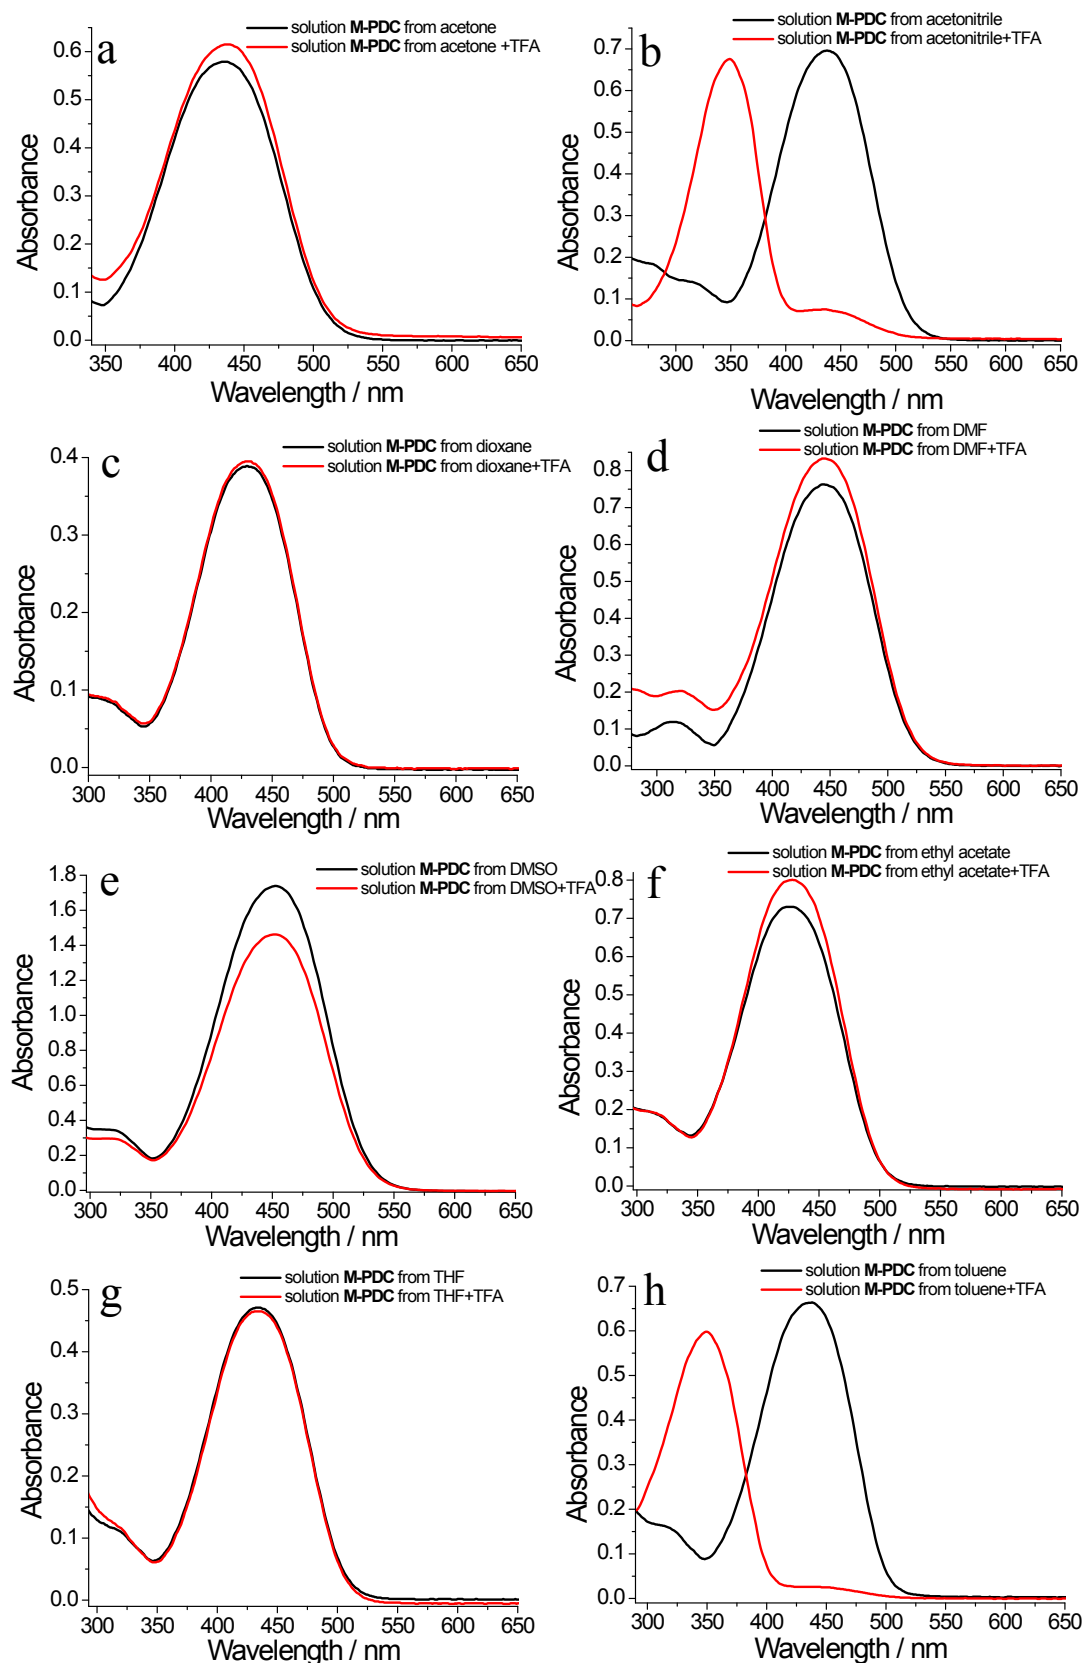 a
solution M-PDC from acetone
solution M-PDC from acetone +TFA
Absorbance
0.6
0.5
0.4
0.3
0.2
0.1
0.0
350 400 450 500 550 600 650
Wavelength / nm
b
solution M-PDC from acetonitrile
solution M-PDC from acetonitrile+TFA
Absorbance
0.7
0.6
0.5
0.4
0.3
0.2
0.1
0.0
300 350 400 450 500 550 600 650
Wavelength / nm
c
solution M-PDC from dioxane
solution M-PDC from dioxane+TFA
Absorbance
0.4
0.3
0.2
0.1
0.0
300 350 400 450 500 550 600 650
Wavelength / nm
d
solution M-PDC from DMF
solution M-PDC from DMF+TFA
Absorbance
0.8
0.7
0.6
0.5
0.4
0.3
0.2
0.1
0.0
300 350 400 450 500 550 600 650
Wavelength / nm
e
solution M-PDC from DMSO
solution M-PDC from DMSO+TFA
Absorbance
1.8
1.6
1.4
1.2
1.0
0.8
0.6
0.4
0.2
0.0
300 350 400 450 500 550 600 650
Wavelength / nm
f
solution M-PDC from ethyl acetate
solution M-PDC from ethyl acetate+TFA
Absorbance
0.8
0.7
0.6
0.5
0.4
0.3
0.2
0.1
0.0
300 350 400 450 500 550 600 650
Wavelength / nm
g
solution M-PDC from THF
solution M-PDC from THF+TFA
Absorbance
0.5
0.4
0.3
0.2
0.1
0.0
300 350 400 450 500 550 600 650
Wavelength / nm
h
solution M-PDC from toluene
solution M-PDC from toluene+TFA
Absorbance
0.7
0.6
0.5
0.4
0.3
0.2
0.1
0.0
300 350 400 450 500 550 600 650
Wavelength / nm